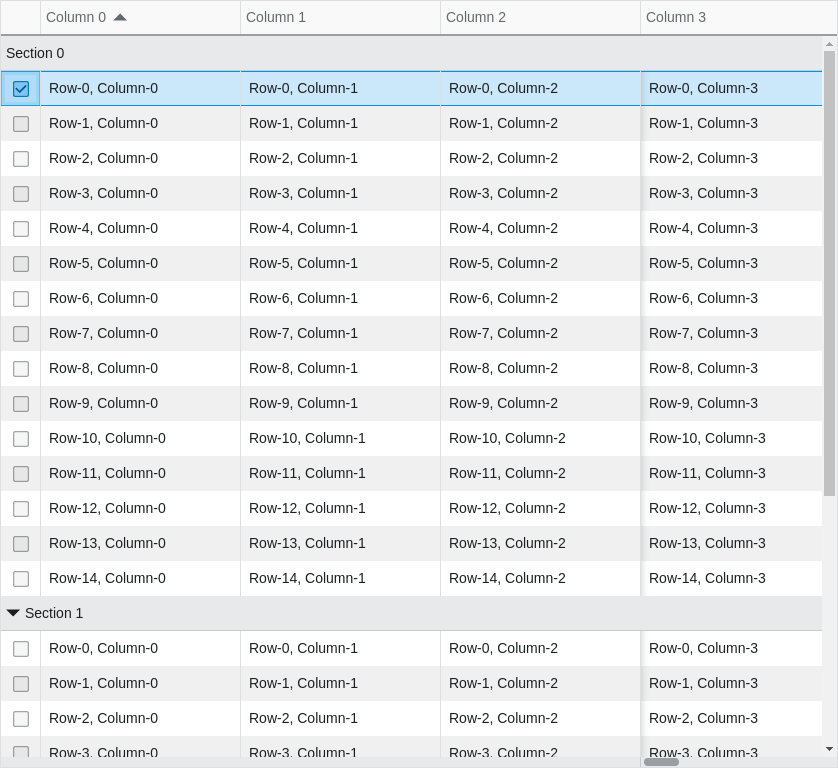 Column 0 Column 1 Column 2 Column 3
Section 0
Row-0, Column-0 Row-0, Column-1 Row-0, Column-2 Row-0, Column-3
Row-1, Column-0 Row-1, Column-1 Row-1, Column-2 Row-1, Column-3
Row-2, Column-0 Row-2, Column-1 Row-2, Column-2 Row-2, Column-3
Row-3, Column-0 Row-3, Column-1 Row-3, Column-2 Row-3, Column-3
Row-4, Column-0 Row-4, Column-1 Row-4, Column-2 Row-4, Column-3
Row-5, Column-0 Row-5, Column-1 Row-5, Column-2 Row-5, Column-3
Row-6, Column-0 Row-6, Column-1 Row-6, Column-2 Row-6, Column-3
Row-7, Column-0 Row-7, Column-1 Row-7, Column-2 Row-7, Column-3
Row-8, Column-0 Row-8, Column-1 Row-8, Column-2 Row-8, Column-3
Row-9, Column-0 Row-9, Column-1 Row-9, Column-2 Row-9, Column-3
Row-10, Column-0 Row-10, Column-1 Row-10, Column-2 Row-10, Column-3
Row-11, Column-0 Row-11, Column-1 Row-11, Column-2 Row-11, Column-3
Row-12, Column-0 Row-12, Column-1 Row-12, Column-2 Row-12, Column-3
Row-13, Column-0 Row-13, Column-1 Row-13, Column-2 Row-13, Column-3
Row-14, Column-0 Row-14, Column-1 Row-14, Column-2 Row-14, Column-3
Section 1
Row-0, Column-0 Row-0, Column-1 Row-0, Column-2 Row-0, Column-3
Row-1, Column-0 Row-1, Column-1 Row-1, Column-2 Row-1, Column-3
Row-2, Column-0 Row-2, Column-1 Row-2, Column-2 Row-2, Column-3
Row-3, Column-0 Row-3, Column-1 Row-3, Column-2 Row-3, Column-3